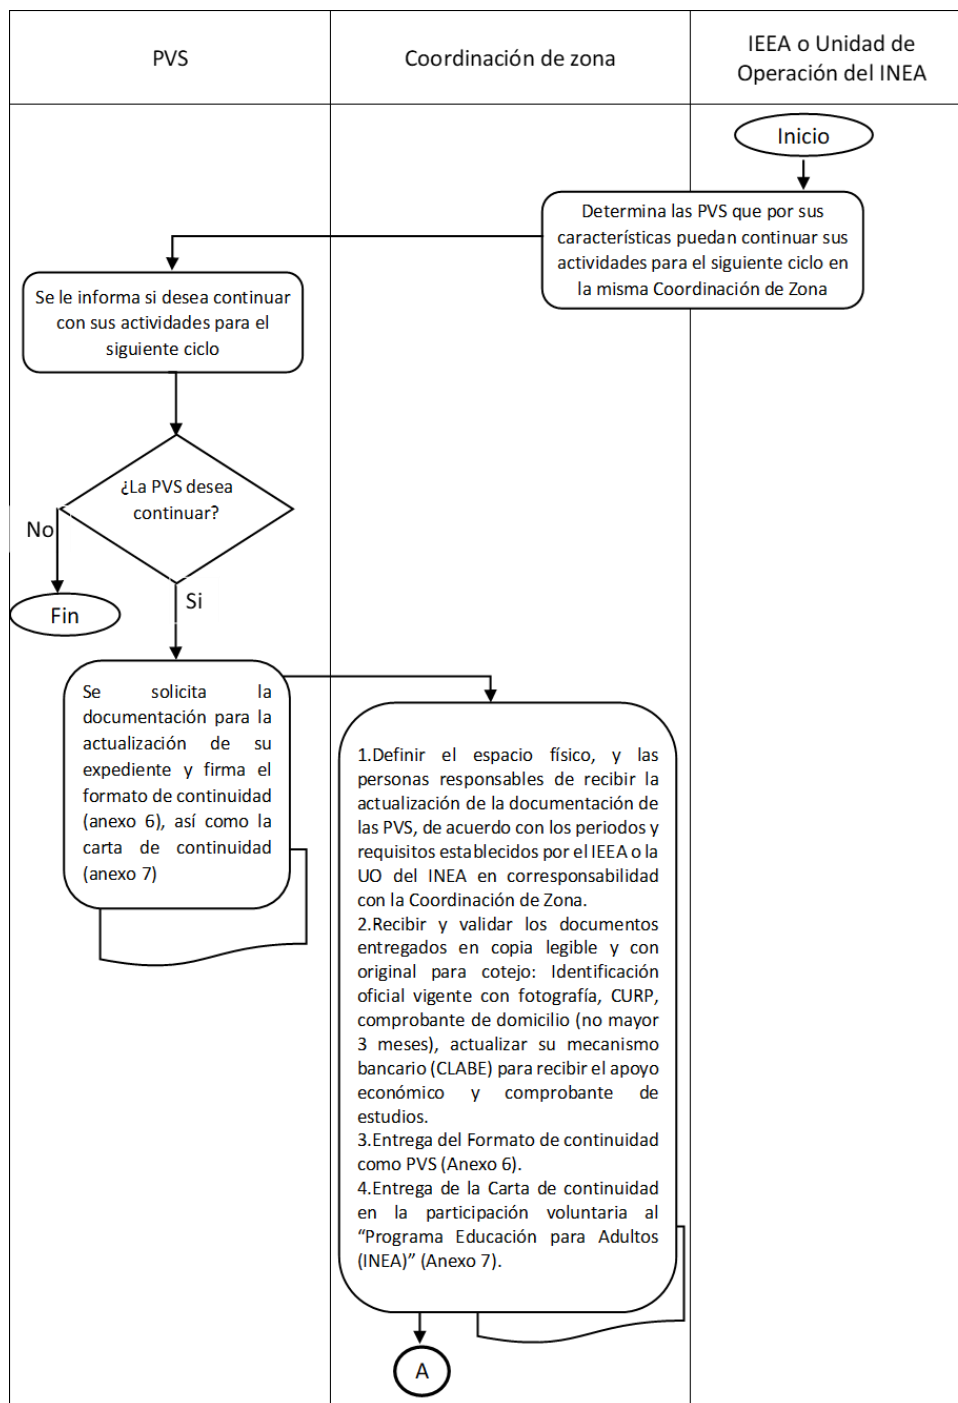 PVS
Coordinación de zona
IEEA o Unidad de
Operación del INEA
Inicio
Determina las PVS que por sus
características puedan continuar sus
actividades para el siguiente ciclo en
la misma Coordinación de Zona
Se le informa si desea continuar
con sus actividades para el
siguiente ciclo
¿La PVS desea
continuar?
No
Fin
Si
Se solicita la
documentación para la
actualización de su
expediente y firma el
formato de continuidad
(anexo 6), así como la
carta de continuidad
(anexo 7)
1.Definir el espacio físico, y las
personas responsables de recibir la
actualización de la documentación de
las PVS, de acuerdo con los periodos y
requisitos establecidos por el IEEA o la
UO del INEA en corresponsabilidad
con la Coordinación de Zona.
2.Recibir y validar los documentos
entregados en copia legible y con
original para cotejo: Identificación
oficial vigente con fotografía, CURP,
comprobante de domicilio (no mayor
3 meses), actualizar su mecanismo
bancario (CLABE) para recibir el apoyo
económico y comprobante de
estudios.
3.Entrega del Formato de continuidad
como PVS (Anexo 6).
4.Entrega de la Carta de continuidad
en la participación voluntaria al
“Programa Educación para Adultos
(INEA)” (Anexo 7).
A